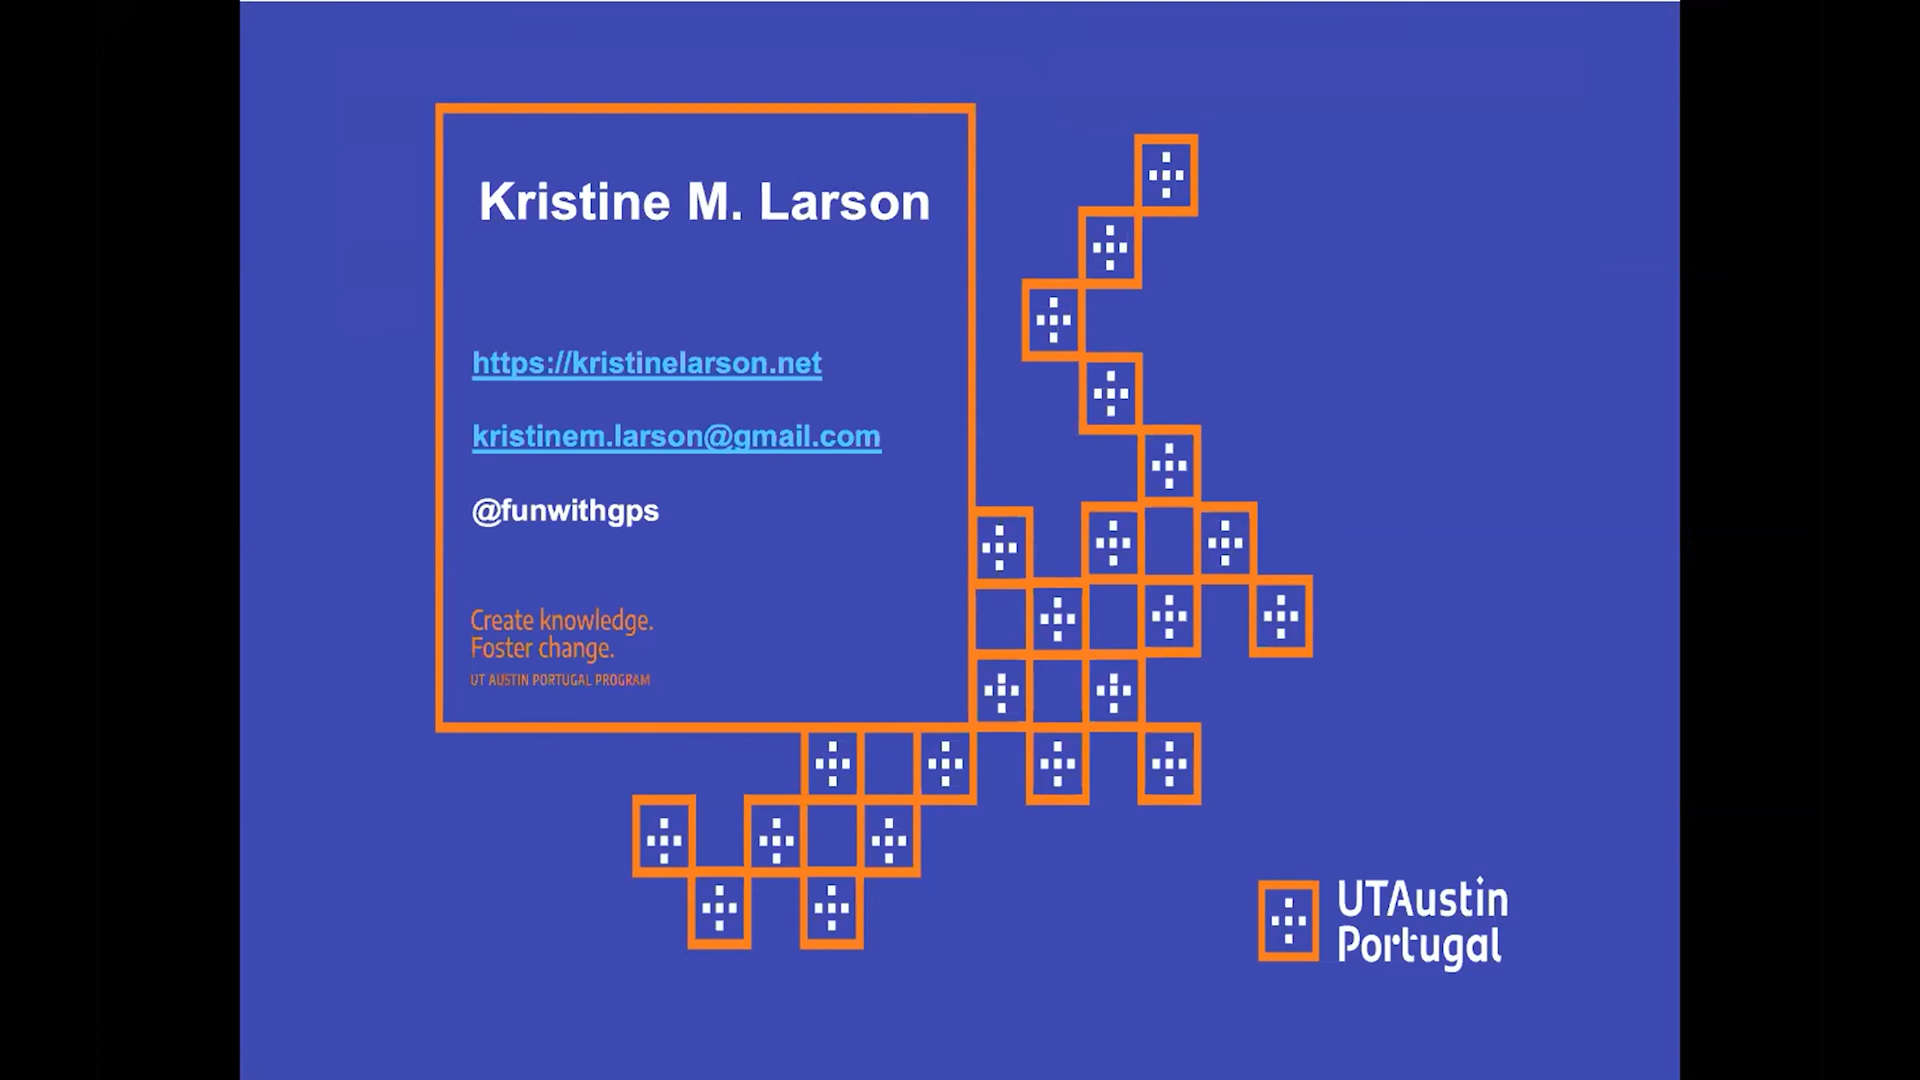 Kristine M. Larson
https://kristinelarson.net
kristinem.larson@gmail.com
@funwithgps
Create knowledge.
Foster change.
UT AUSTIN PORTUGAL PROGRAM
UTAustin
Portugal